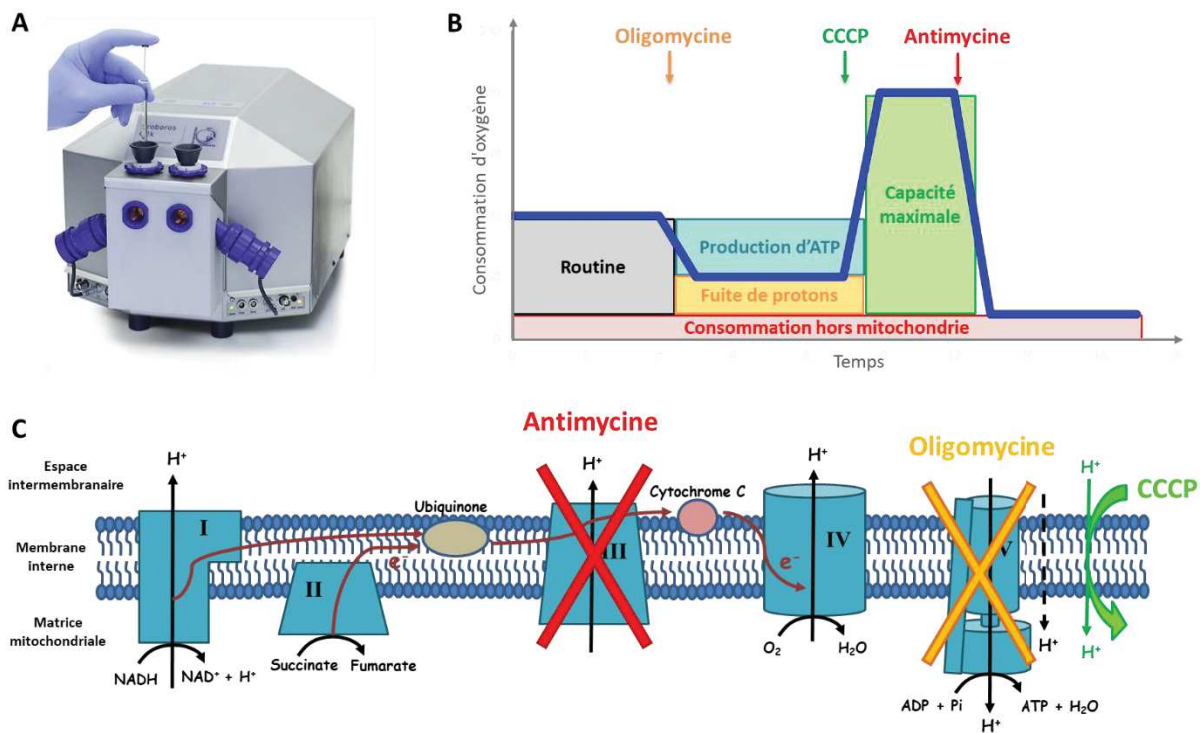 A
oroboros
O2k
B
Oligomycine
CCCP
Antimycine
Consommation d'oxygène
Capacité
maximale
Production d'ATP
Routine
Fuite de protons
Consommation hors mitochondrie
Temps
C
Antimycine
Oligomycine
Espace
intermembranaire
H⁺
H⁺
H⁺
H⁺
CCCP
Ubiquinone
Cytochrome C
I
Membrane
interne
e⁻
II
III
e⁻
IV
V
Matrice
mitochondriale
H⁺
H⁺
NADH
NAD⁺ + H⁺
Succinate
Fumarate
O₂
H₂O
ADP + Pi
ATP + H₂O
H⁺